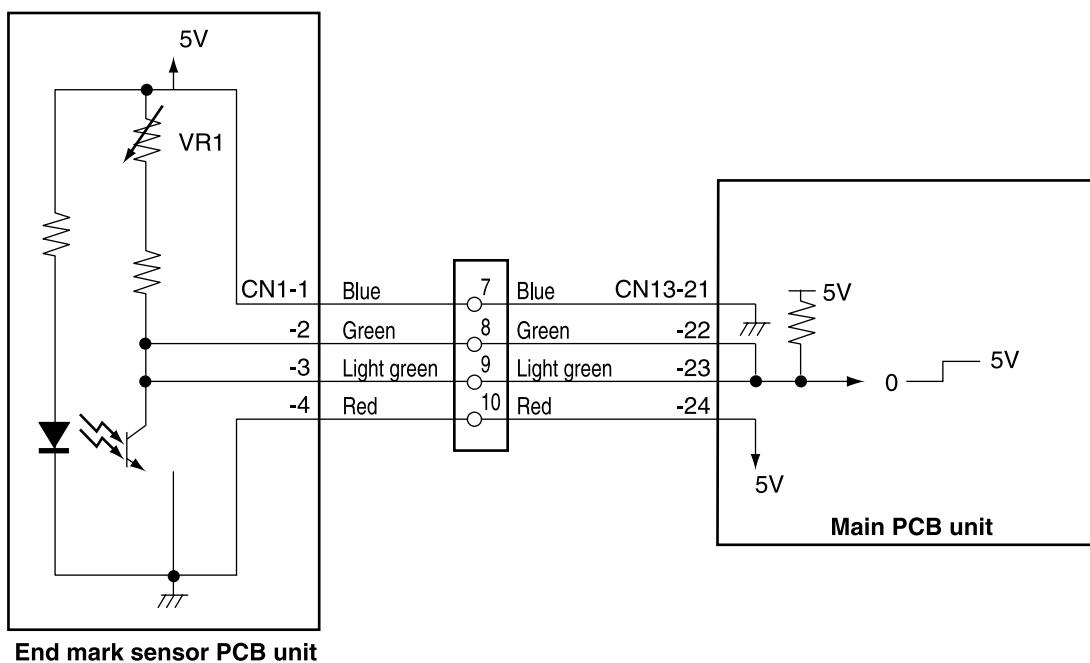 5V
VR1
CN1-1 Blue 7 Blue CN13-21
5V
-2 Green 8 Green -22
-3 Light green 9 Light green -23
0 5V
-4 Red 10 Red -24
5V
Main PCB unit
End mark sensor PCB unit